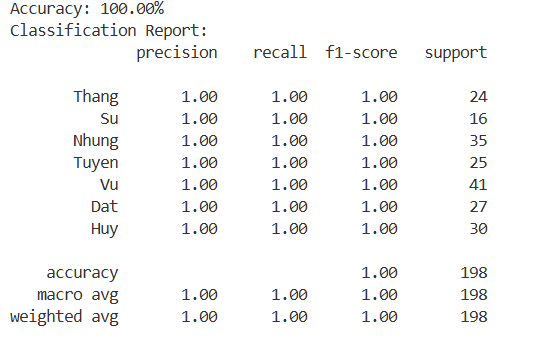 Accuracy: 100.00%
Classification Report:
precision recall f1-score support
Thang 1.00 1.00 1.00 24
Su 1.00 1.00 1.00 16
Nhung 1.00 1.00 1.00 35
Tuyen 1.00 1.00 1.00 25
Vu 1.00 1.00 1.00 41
Dat 1.00 1.00 1.00 27
Huy 1.00 1.00 1.00 30
accuracy 1.00 198
macro avg 1.00 1.00 1.00 198
weighted avg 1.00 1.00 1.00 198